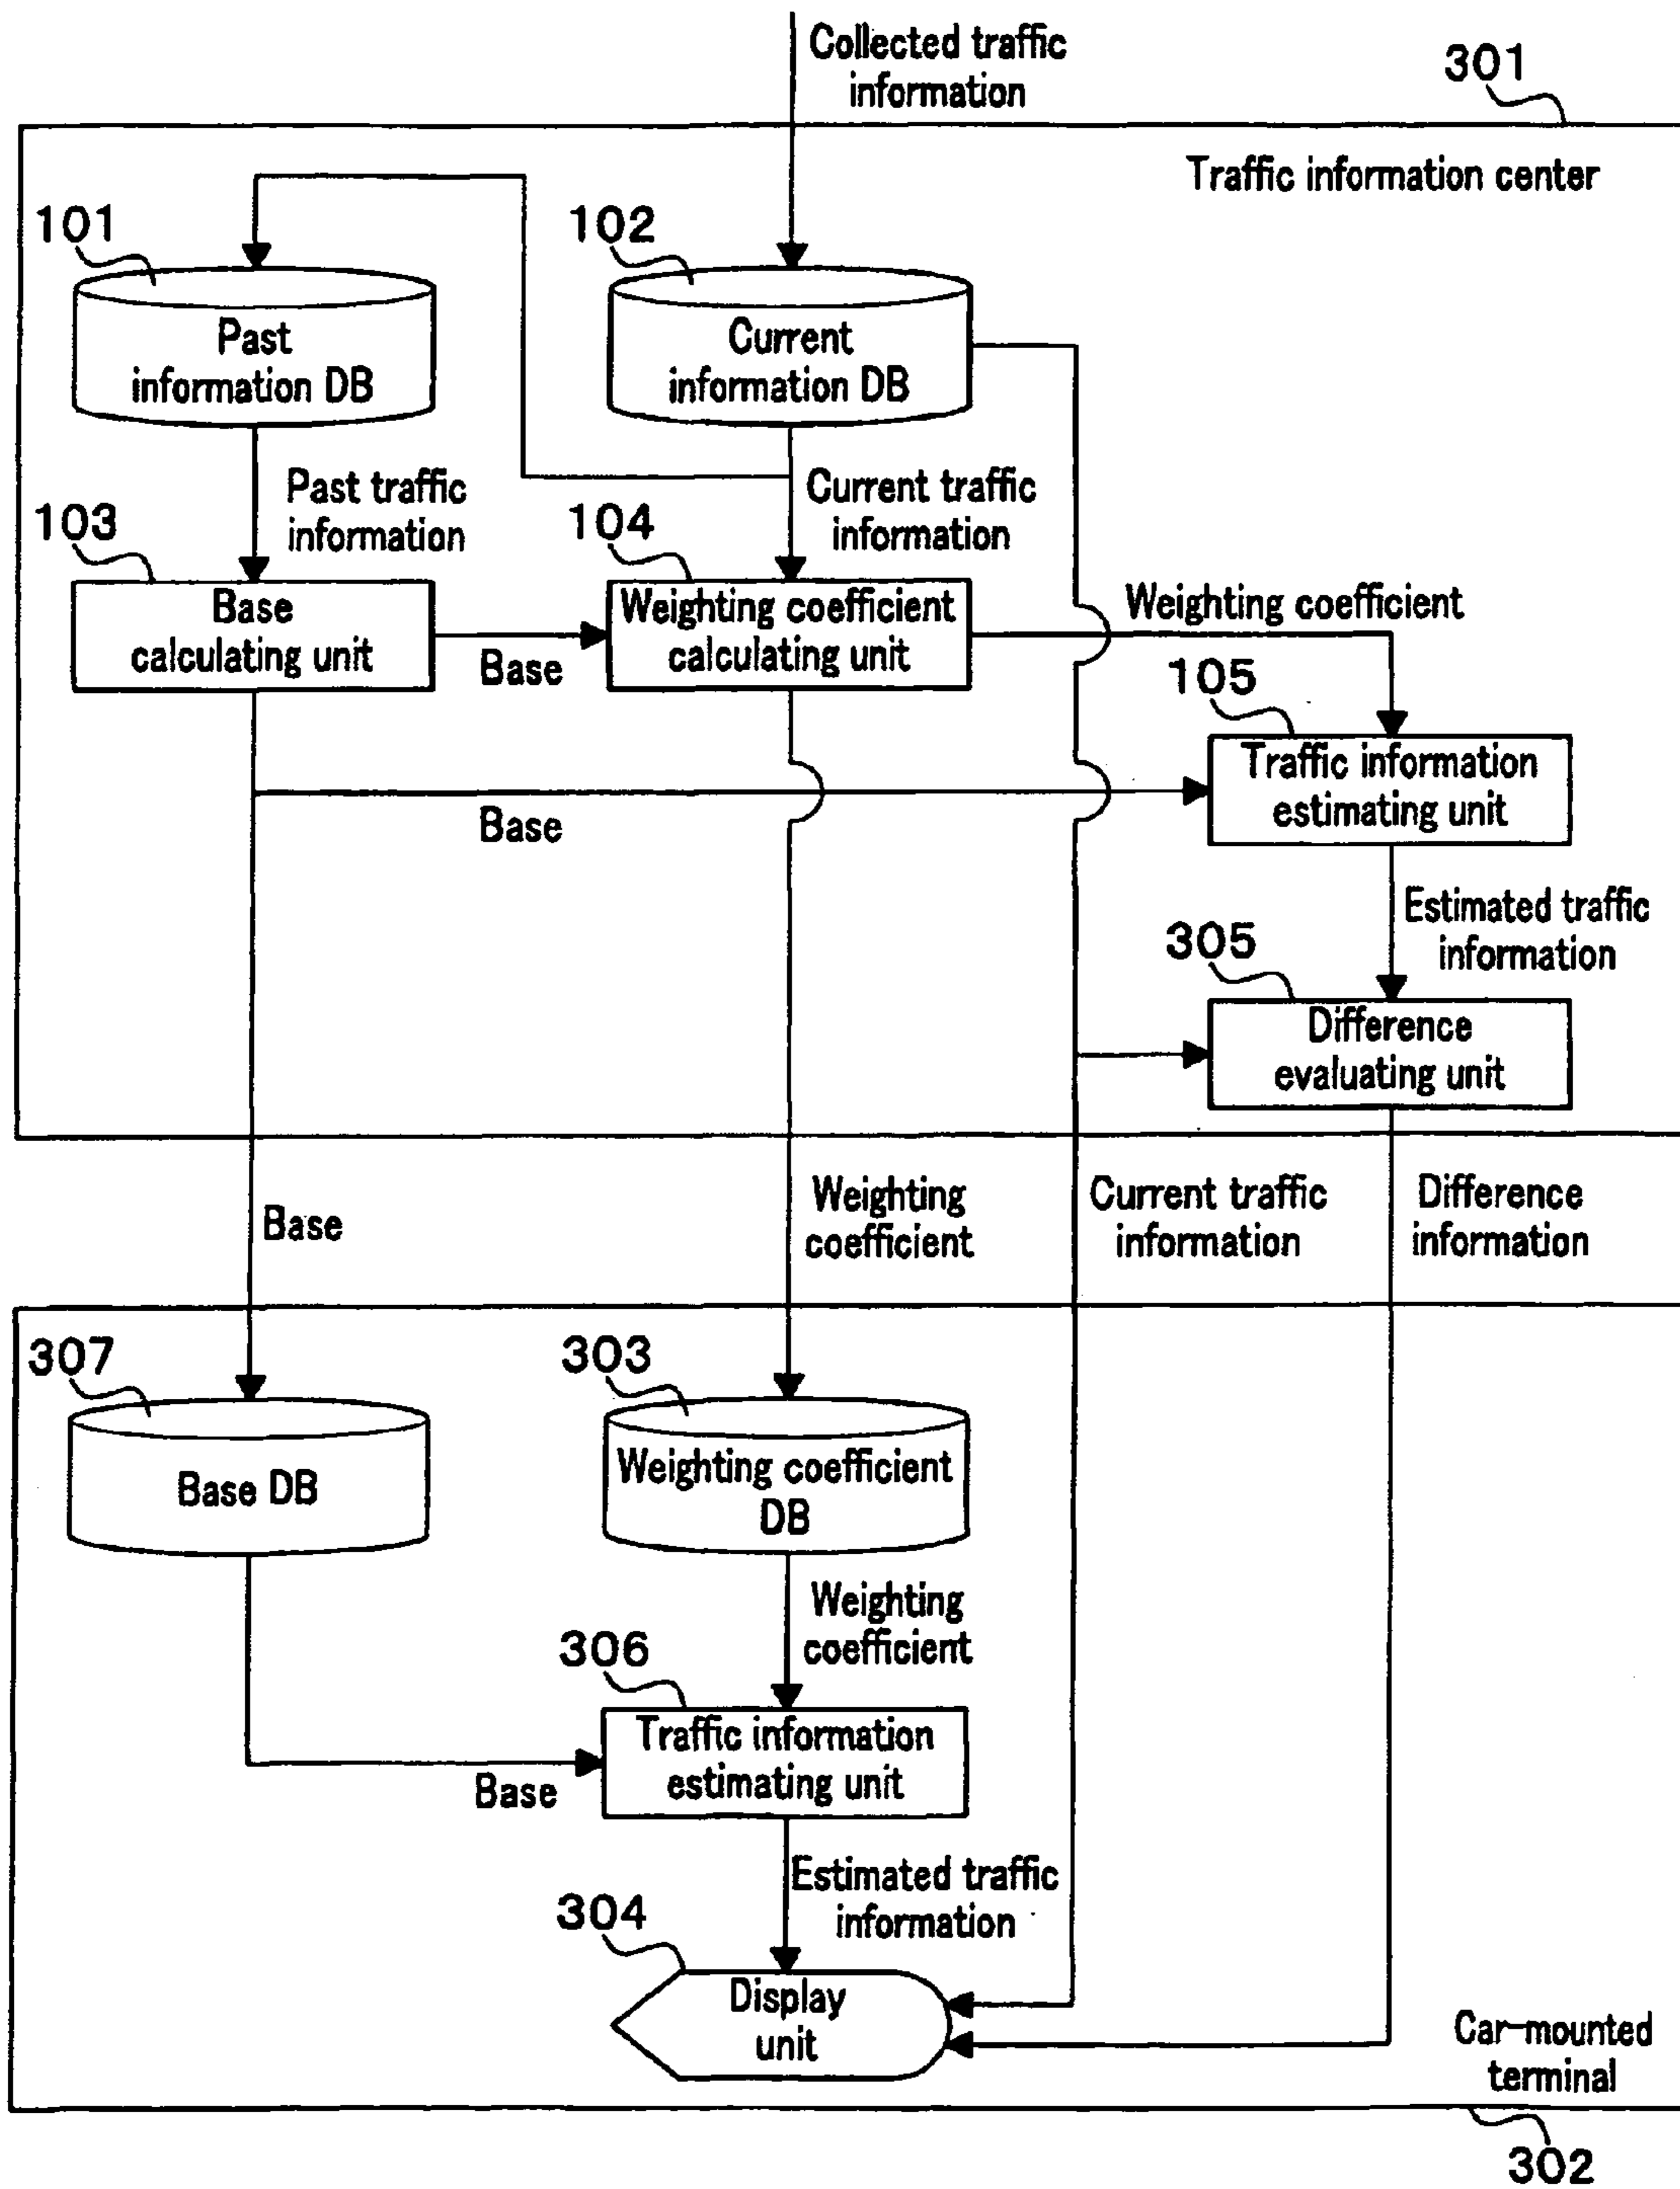 Collected traffic
information
301
Traffic information center
101
102
Past
information DB
Current
information DB
Past traffic
information
Current traffic
information
103
104
Base
calculating unit
Base
Weighting coefficient
calculating unit
Weighting coefficient
105
Traffic information
estimating unit
Base
Estimated traffic
information
305
Difference
evaluating unit
Base
Weighting
coefficient
Current traffic
information
Difference
information
307
303
Base DB
Weighting coefficient
DB
Weighting
coefficient
306
Traffic information
estimating unit
Base
Estimated traffic
information
304
Display
unit
Car-mounted
terminal
302